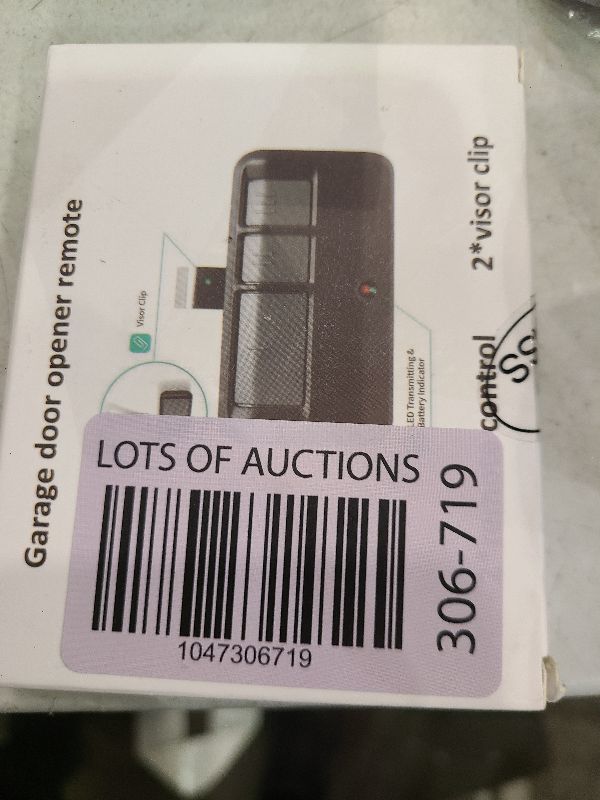 Garage door opener remote
Visor Clip
LED Transmitting &
Battery Indicator
control
2*visor clip
LOTS OF AUCTIONS
1047306719
306-719